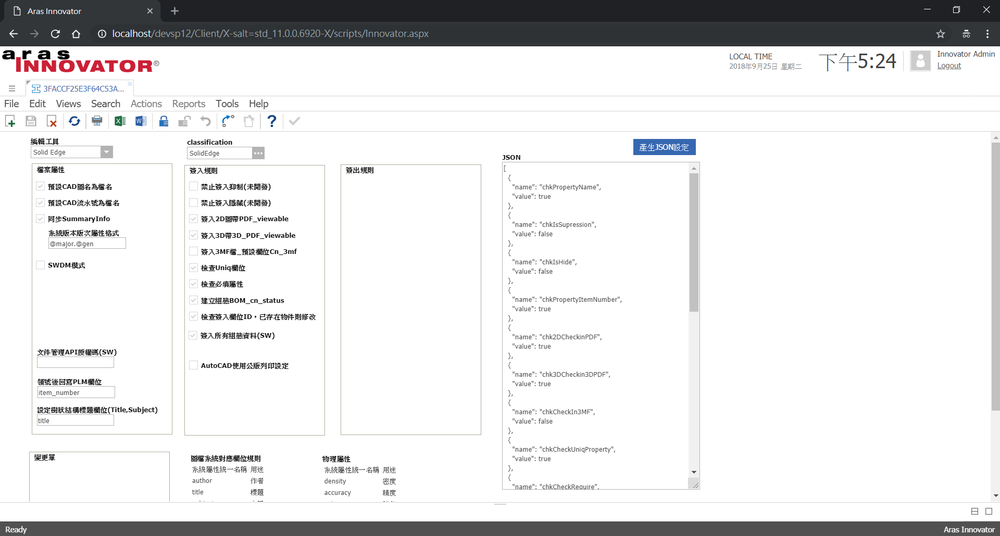 Aras Innovator
localhost/devsp12/Client/X-salt=std_11.0.0.6920-X/scripts/Innovator.aspx
aras
INNOVATOR®
LOCAL TIME
2018年9月25日 星期二
下午5:24
Innovator Admin
Logout
3FACCF25E3F64C53A...
File Edit Views Search Actions Reports Tools Help
編輯工具
Solid Edge
classification
SolidEdge
產生JSON設定
檔案屬性
預設CAD圖名為檔名
預設CAD流水號為檔名
同步SummaryInfo
系統版本版次屬性格式
@major.@gen
SWDM模式
文件管理API授權碼(SW)
領號後回寫PLM欄位
item_number
設定樹狀結構標題欄位(Title,Subject)
title
簽入規則
禁止簽入抑制(未開發)
禁止簽入隱藏(未開發)
簽入2D圖帶PDF_viewable
簽入3D帶3D_PDF_viewable
簽入3MF檔_預設欄位Cn_3mf
檢查Uniq欄位
檢查必填屬性
建立組態BOM_cn_status
檢查簽入欄位ID，已存在物件則修改
簽入所有組態資料(SW)
AutoCAD使用公版列印設定
簽出規則
JSON
[
{
"name": "chkPropertyName",
"value": true
},
{
"name": "chkIsSupression",
"value": false
},
{
"name": "chkIsHide",
"value": false
},
{
"name": "chkPropertyItemNumber",
"value": true
},
{
"name": "chk2DCheckinPDF",
"value": true
},
{
"name": "chk3DCheckin3DPDF",
"value": true
},
{
"name": "chkCheckIn3MF",
"value": false
},
{
"name": "chkCheckUniqProperty",
"value": true
},
{
"name": "chkCheckRequire",
變更單
圖檔系統對應欄位規則
系統屬性統一名稱 用途
author 作者
title 標題
物理屬性
系統屬性統一名稱 用途
density 密度
accuracy 精度
Ready
Aras Innovator